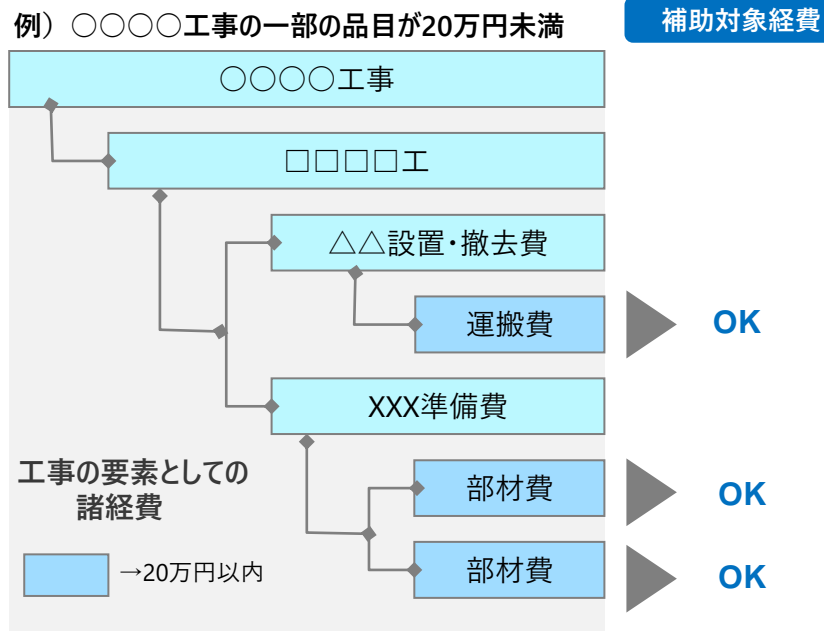 例）○○○○工事の一部の品目が20万円未満
補助対象経費
○○○○工事
□□□□工
△△設置・撤去費
運搬費
OK
XXX準備費
工事の要素としての
諸経費
部材費
OK
→20万円以内
部材費
OK